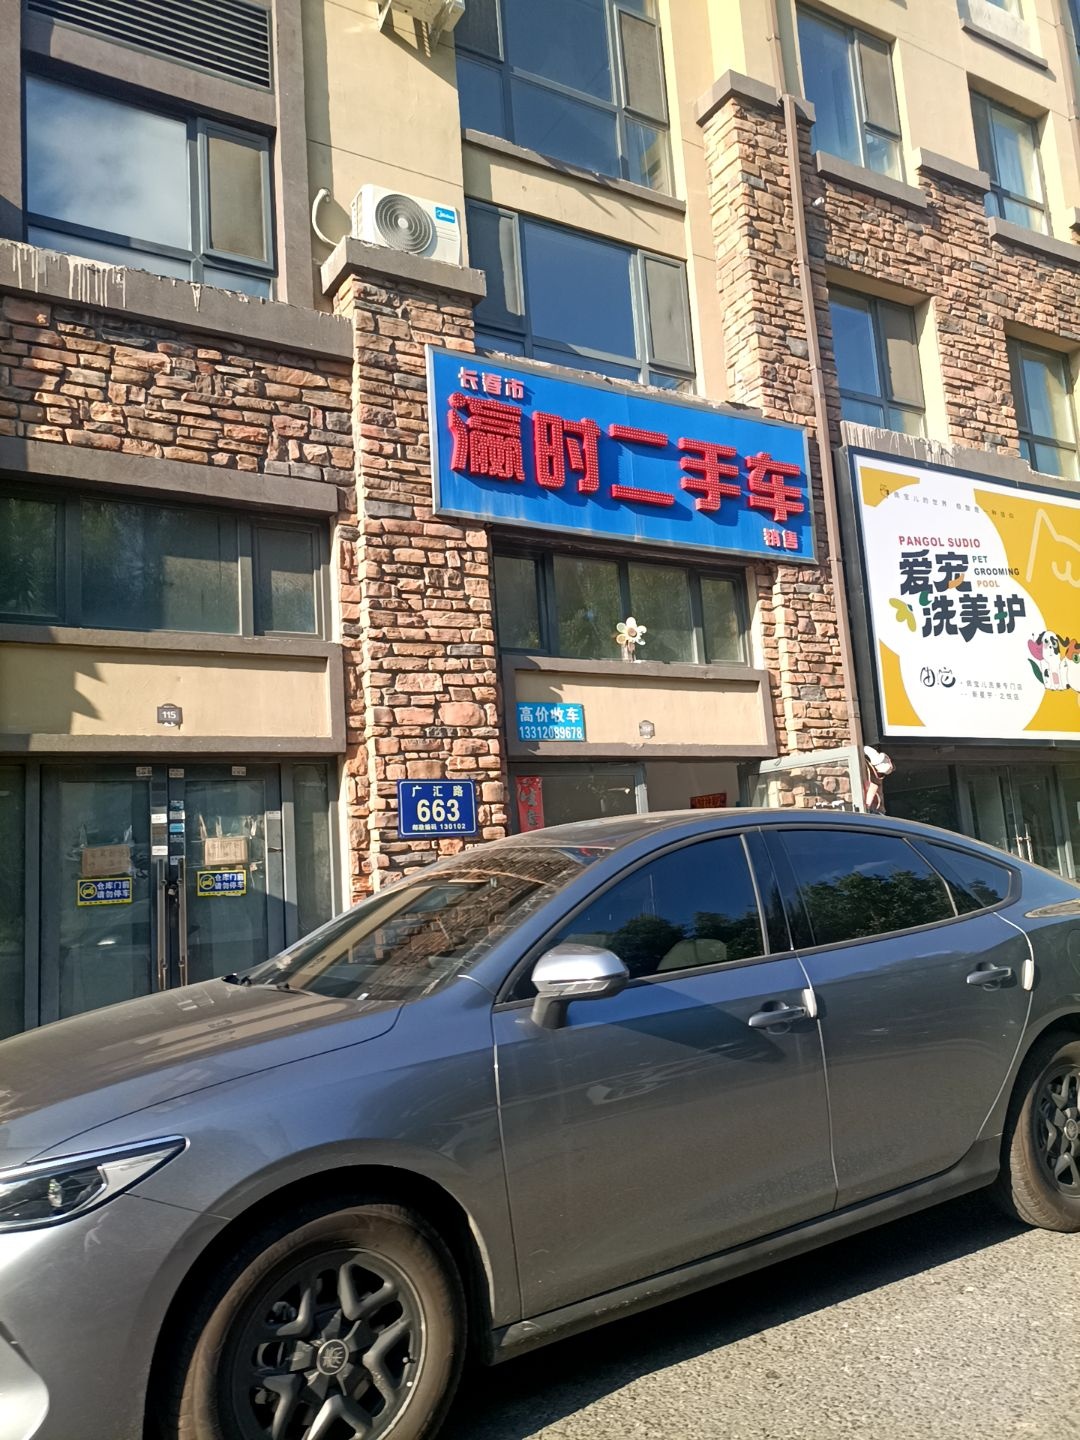 长春市
瀛时二手车
销售
PANGOL SUDIO
爱宠
PET
GROOMING
POOL
洗美护
高价收车
13312089678
115
广汇路
663
邮政编码 130102
仓库门前
请勿停车
仓库门前
请勿停车
Midea